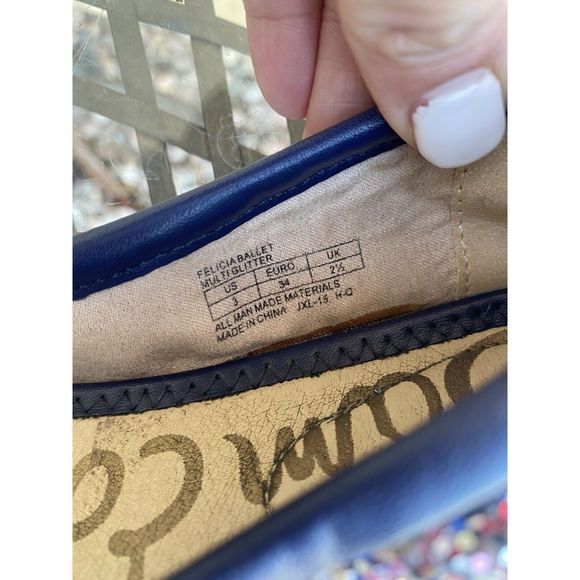 FELICIA BALLET
MULTI GLITTER
US EURO UK
3 34 2½
ALL MAN MADE MATERIALS
MADE IN CHINA JXL-15 H-C